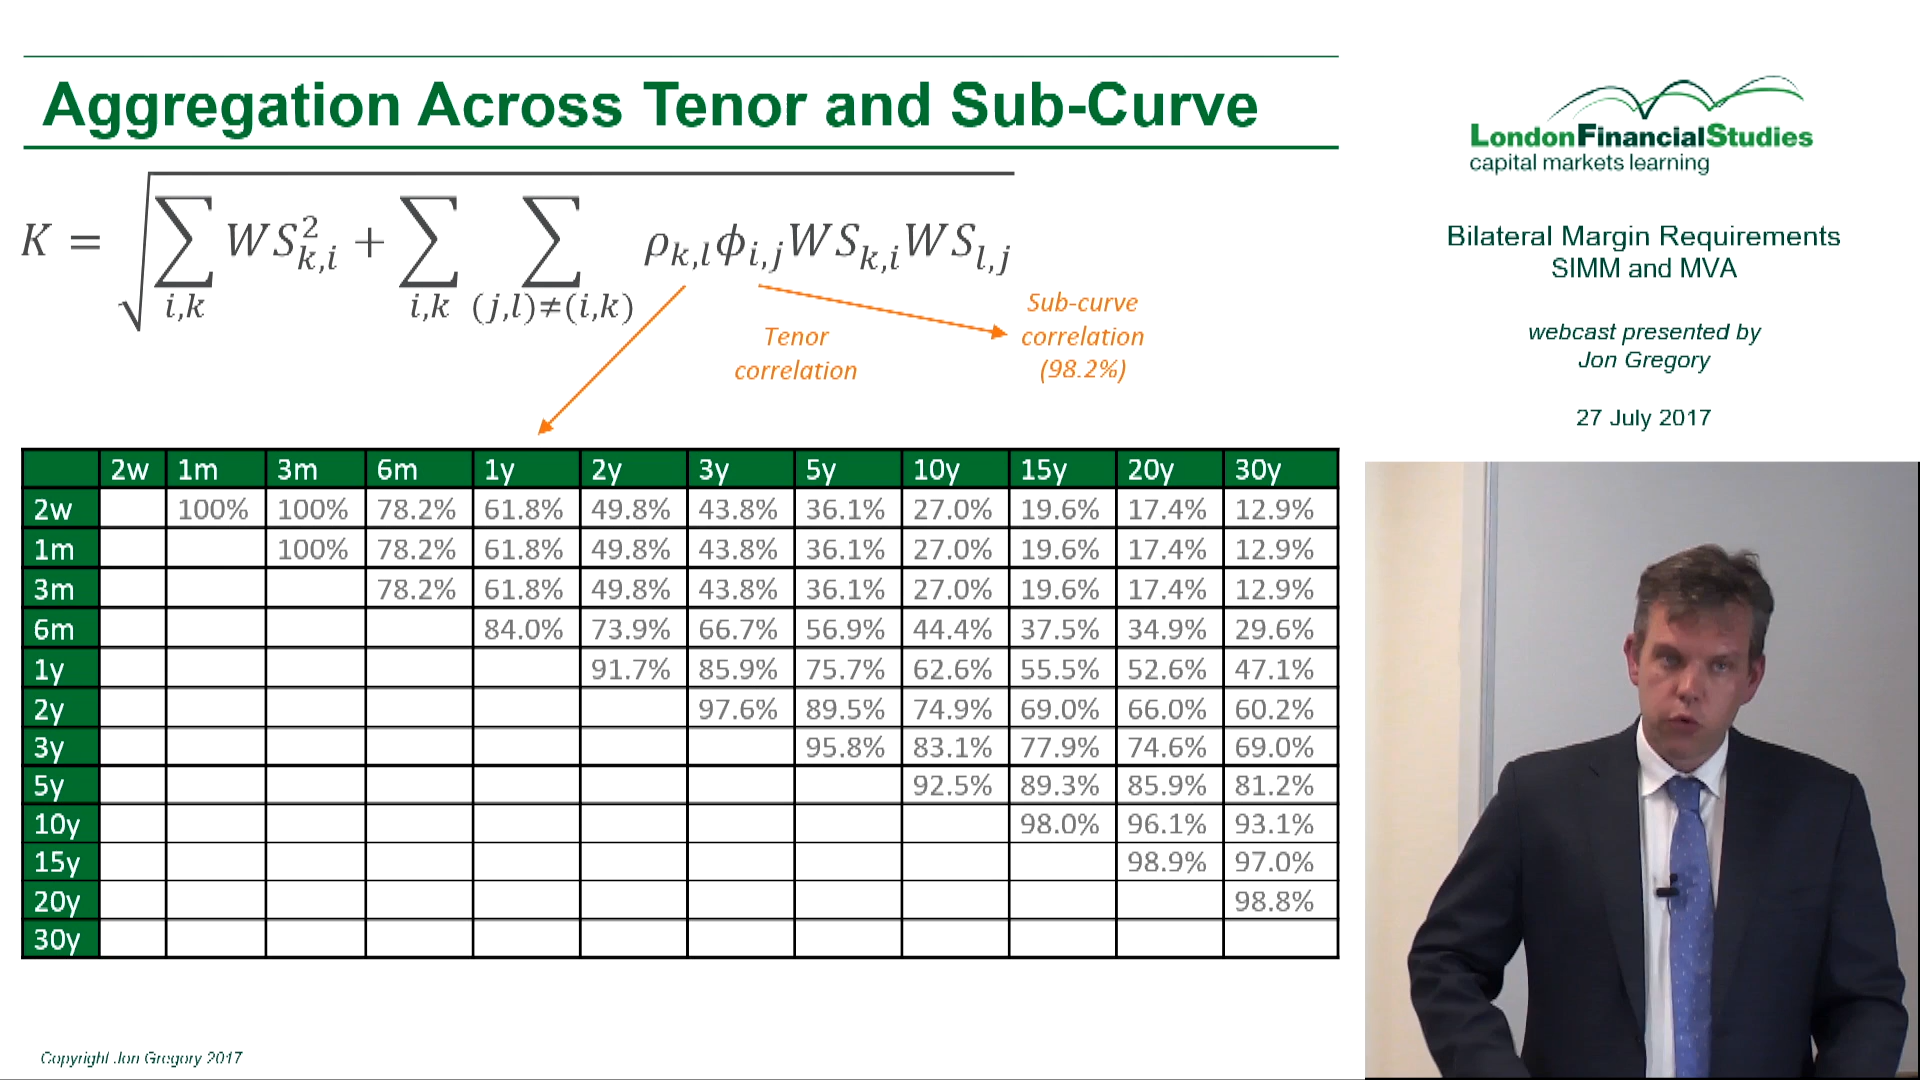 Aggregation Across Tenor and Sub-Curve
K = √ ∑ i,k WS²k,i + ∑ i,k ∑ (j,l)≠(i,k) ρk,l ϕi,j WSk,i WSl,j
Tenor
correlation
Sub-curve
correlation
(98.2%)
2w 1m 3m 6m 1y 2y 3y 5y 10y 15y 20y 30y
2w 100% 100% 78.2% 61.8% 49.8% 43.8% 36.1% 27.0% 19.6% 17.4% 12.9%
1m 100% 78.2% 61.8% 49.8% 43.8% 36.1% 27.0% 19.6% 17.4% 12.9%
3m 78.2% 61.8% 49.8% 43.8% 36.1% 27.0% 19.6% 17.4% 12.9%
6m 84.0% 73.9% 66.7% 56.9% 44.4% 37.5% 34.9% 29.6%
1y 91.7% 85.9% 75.7% 62.6% 55.5% 52.6% 47.1%
2y 97.6% 89.5% 74.9% 69.0% 66.0% 60.2%
3y 95.8% 83.1% 77.9% 74.6% 69.0%
5y 92.5% 89.3% 85.9% 81.2%
10y 98.0% 96.1% 93.1%
15y 98.9% 97.0%
20y 98.8%
30y
Copyright Jon Gregory 2017
LondonFinancialStudies
capital markets learning
Bilateral Margin Requirements
SIMM and MVA
webcast presented by
Jon Gregory
27 July 2017